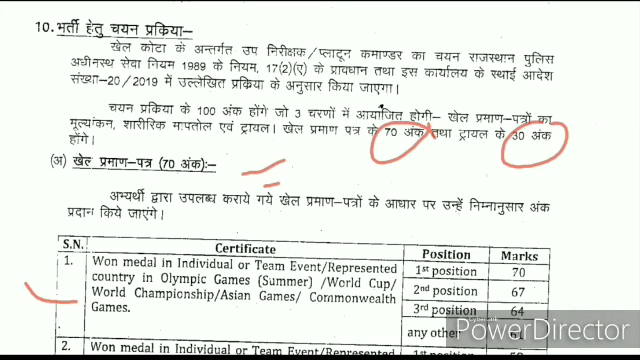 10. भर्ती हेतु चयन प्रकिया–
खेल कोटा के अन्तर्गत उप निरीक्षक/प्लाटून कमाण्डर का चयन राजस्थान पुलिस
अधीनस्थ सेवा नियम 1989 के नियम, 17(2)(ए) के प्रावधान तथा इस कार्यालय के स्थाई आदेश
संख्या-20/2019 में उल्लेखित प्रक्रिया के अनुसार किया जाएगा।
चयन प्रकिया के 100 अंक होंगे जो 3 चरणों में आयोजित होगी– खेल प्रमाण-पत्रों का
मूल्यांकन, शारीरिक मापतोल एवं ट्रायल। खेल प्रमाण पत्र के 70 अंक तथा ट्रायल के 30 अंक
होंगे।
(अ) खेल प्रमाण-पत्र (70 अंक):–
अभ्यर्थी द्वारा उपलब्ध कराये गये खेल प्रमाण-पत्रों के आधार पर उन्हें निम्नानुसार अंक
प्रदान किये जाएंगे।
S.N. Certificate Position Marks
1. Won medal in Individual or Team Event/Represented 1st position 70
country in Olympic Games (Summer) /World Cup/ 2nd position 67
World Championship/Asian Games/ Commonwealth 3rd position 64
Games. any other 61
PowerDirector
2. Won medal in Individual or Team Event/Represented 1st position